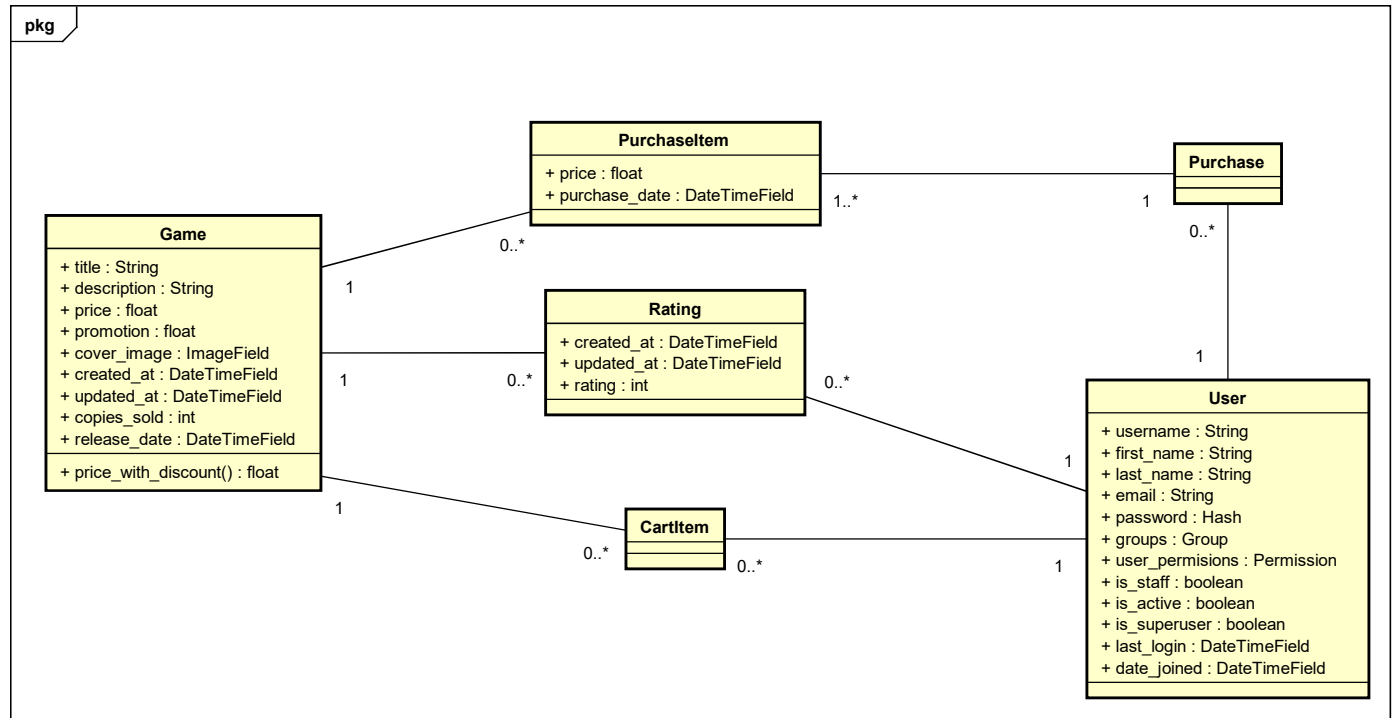 pkg
PurchaseItem
+ price : float
+ purchase_date : DateTimeField
Purchase
1..*
1
0..*
1
Game
+ title : String
+ description : String
+ price : float
+ promotion : float
+ cover_image : ImageField
+ created_at : DateTimeField
+ updated_at : DateTimeField
+ copies_sold : int
+ release_date : DateTimeField
+ price_with_discount() : float
0..*
1
Rating
+ created_at : DateTimeField
+ updated_at : DateTimeField
+ rating : int
1
0..*
0..*
1
User
+ username : String
+ first_name : String
+ last_name : String
+ email : String
+ password : Hash
+ groups : Group
+ user_permisions : Permission
+ is_staff : boolean
+ is_active : boolean
+ is_superuser : boolean
+ last_login : DateTimeField
+ date_joined : DateTimeField
1
CartItem
0..*
0..*
1